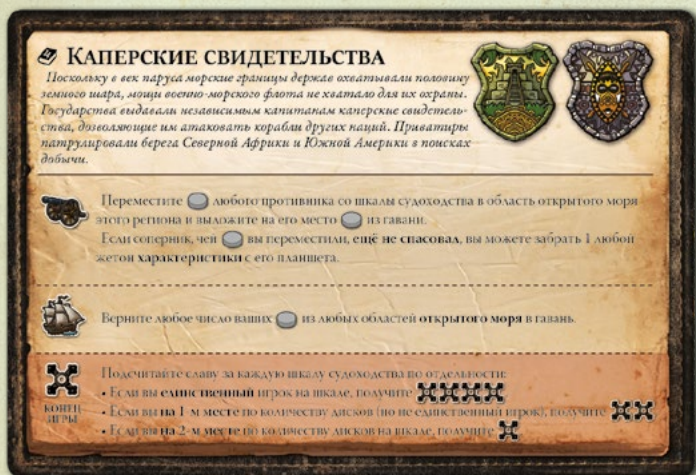 КАПЕРСКИЕ СВИДЕТЕЛЬСТВА
Поскольку в век паруса морские границы держав охватывали половину
земного шара, мощи военно-морского флота не хватало для их охраны.
Государства выдавали независимым капитанам каперские свидетель-
ства, дозволяющие им атаковать корабли других наций. Приватиры
патрулировали берега Северной Африки и Южной Америки в поисках
добычи.
Переместите любого противника со шкалы судоходства в область открытого моря
этого региона и выложите на его место из гавани.
Если соперник, чей вы переместили, ещё не спасовал, вы можете забрать 1 любой
жетон характеристики с его планшета.
Верните любое число ваших из любых областей открытого моря в гавань.
Подсчитайте славу за каждую шкалу судоходства по отдельности:
• Если вы единственный игрок на шкале, получите
• Если вы на 1-м месте по количеству дисков (но не единственный игрок), получите
• Если вы на 2-м месте по количеству дисков на шкале, получите
КОНЕЦ
ИГРЫ